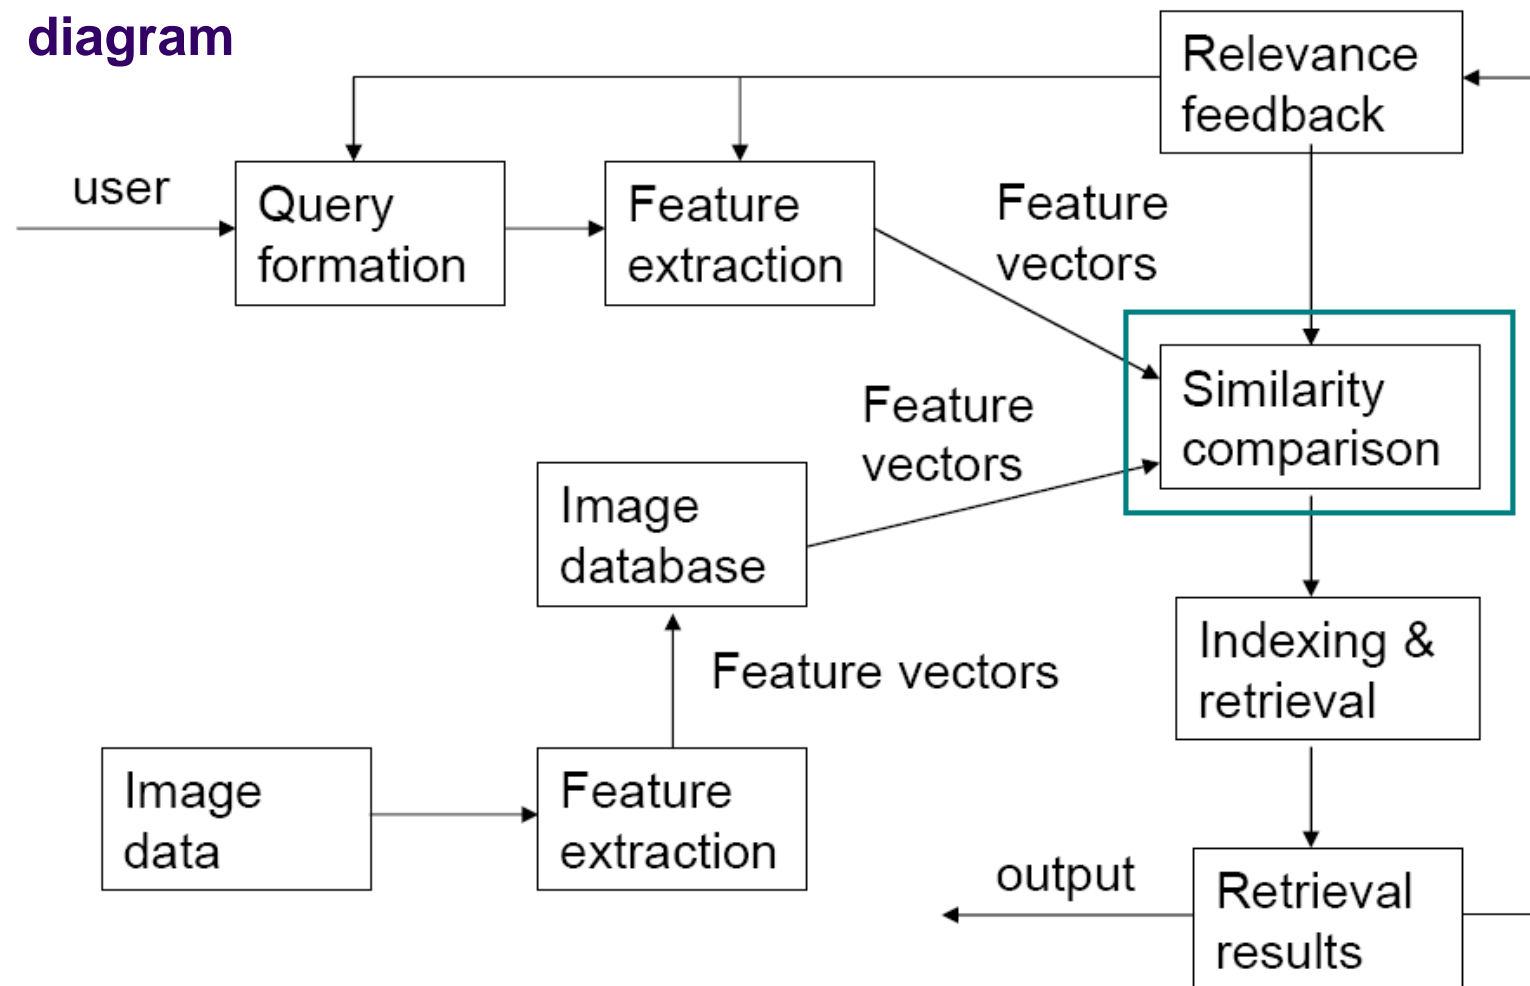 diagram
Relevance
feedback
user
Query
formation
Feature
extraction
Feature
vectors
Similarity
comparison
Feature
vectors
Image
database
Indexing &
retrieval
Feature vectors
Image
data
Feature
extraction
output
Retrieval
results